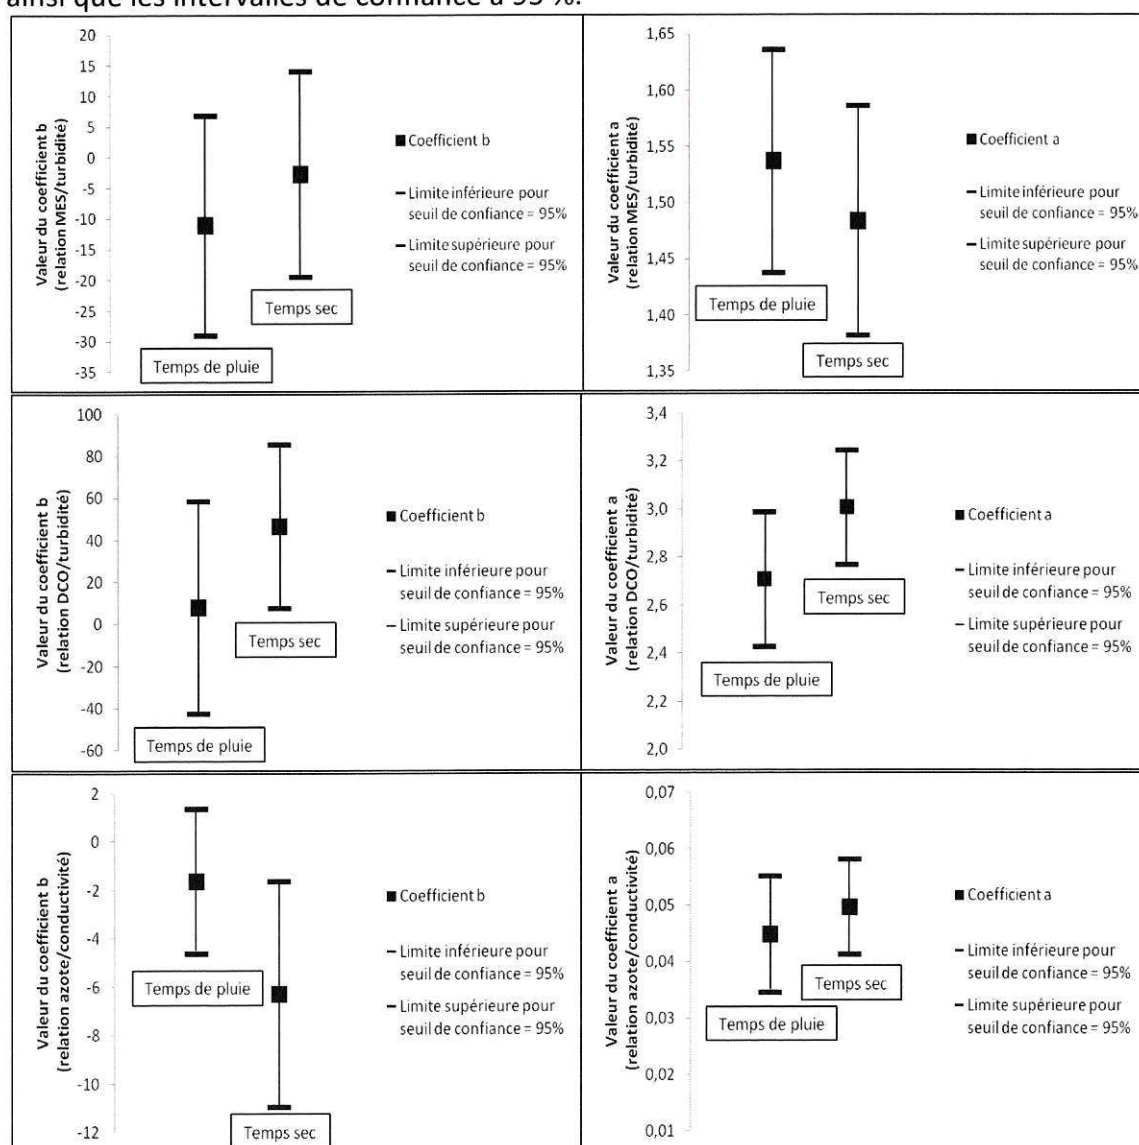 ainsi que les intervalles de confiance à 95 %.
Valeur du coefficient b
(relation MES/turbidité)
20
15
10
5
0
-5
-10
-15
-20
-25
-30
-35
Temps de pluie
Temps sec
Coefficient b
Limite inférieure pour
seuil de confiance = 95%
Limite supérieure pour
seuil de confiance = 95%
Valeur du coefficient a
(relation MES/turbidité)
1,65
1,60
1,55
1,50
1,45
1,40
1,35
Temps de pluie
Temps sec
Coefficient a
Limite inférieure pour
seuil de confiance = 95%
Limite supérieure pour
seuil de confiance = 95%
Valeur du coefficient b
(relation DCO/turbidité)
100
80
60
40
20
0
-20
-40
-60
Temps de pluie
Temps sec
Coefficient b
Limite inférieure pour
seuil de confiance = 95%
Limite supérieure pour
seuil de confiance = 95%
Valeur du coefficient a
(relation DCO/turbidité)
3,4
3,2
3,0
2,8
2,6
2,4
2,2
2,0
Temps de pluie
Temps sec
Coefficient a
Limite inférieure pour
seuil de confiance = 95%
Limite supérieure pour
seuil de confiance = 95%
Valeur du coefficient b
(relation azote/conductivité)
2
0
-2
-4
-6
-8
-10
-12
Temps de pluie
Temps sec
Coefficient b
Limite inférieure pour
seuil de confiance = 95%
Limite supérieure pour
seuil de confiance = 95%
Valeur du coefficient a
(relation azote/conductivité)
0,07
0,06
0,05
0,04
0,03
0,02
0,01
Temps de pluie
Temps sec
Coefficient a
Limite inférieure pour
seuil de confiance = 95%
Limite supérieure pour
seuil de confiance = 95%